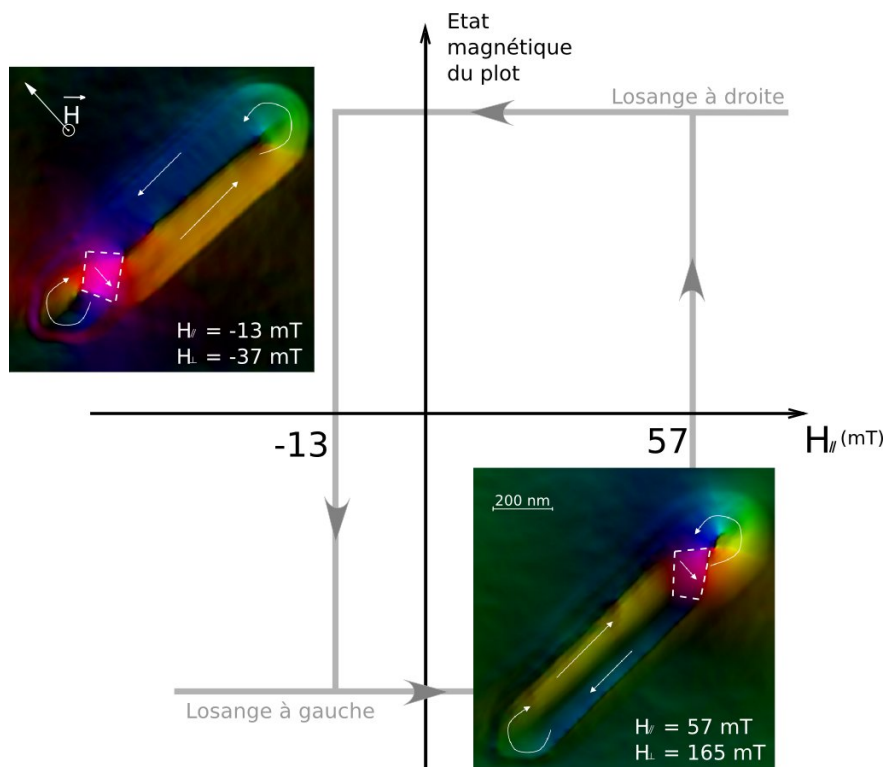 Etat
magnétique
du plot
Losange à droite
H
H// = -13 mT
H⊥ = -37 mT
-13
57
H// (mT)
200 nm
Losange à gauche
H// = 57 mT
H⊥ = 165 mT